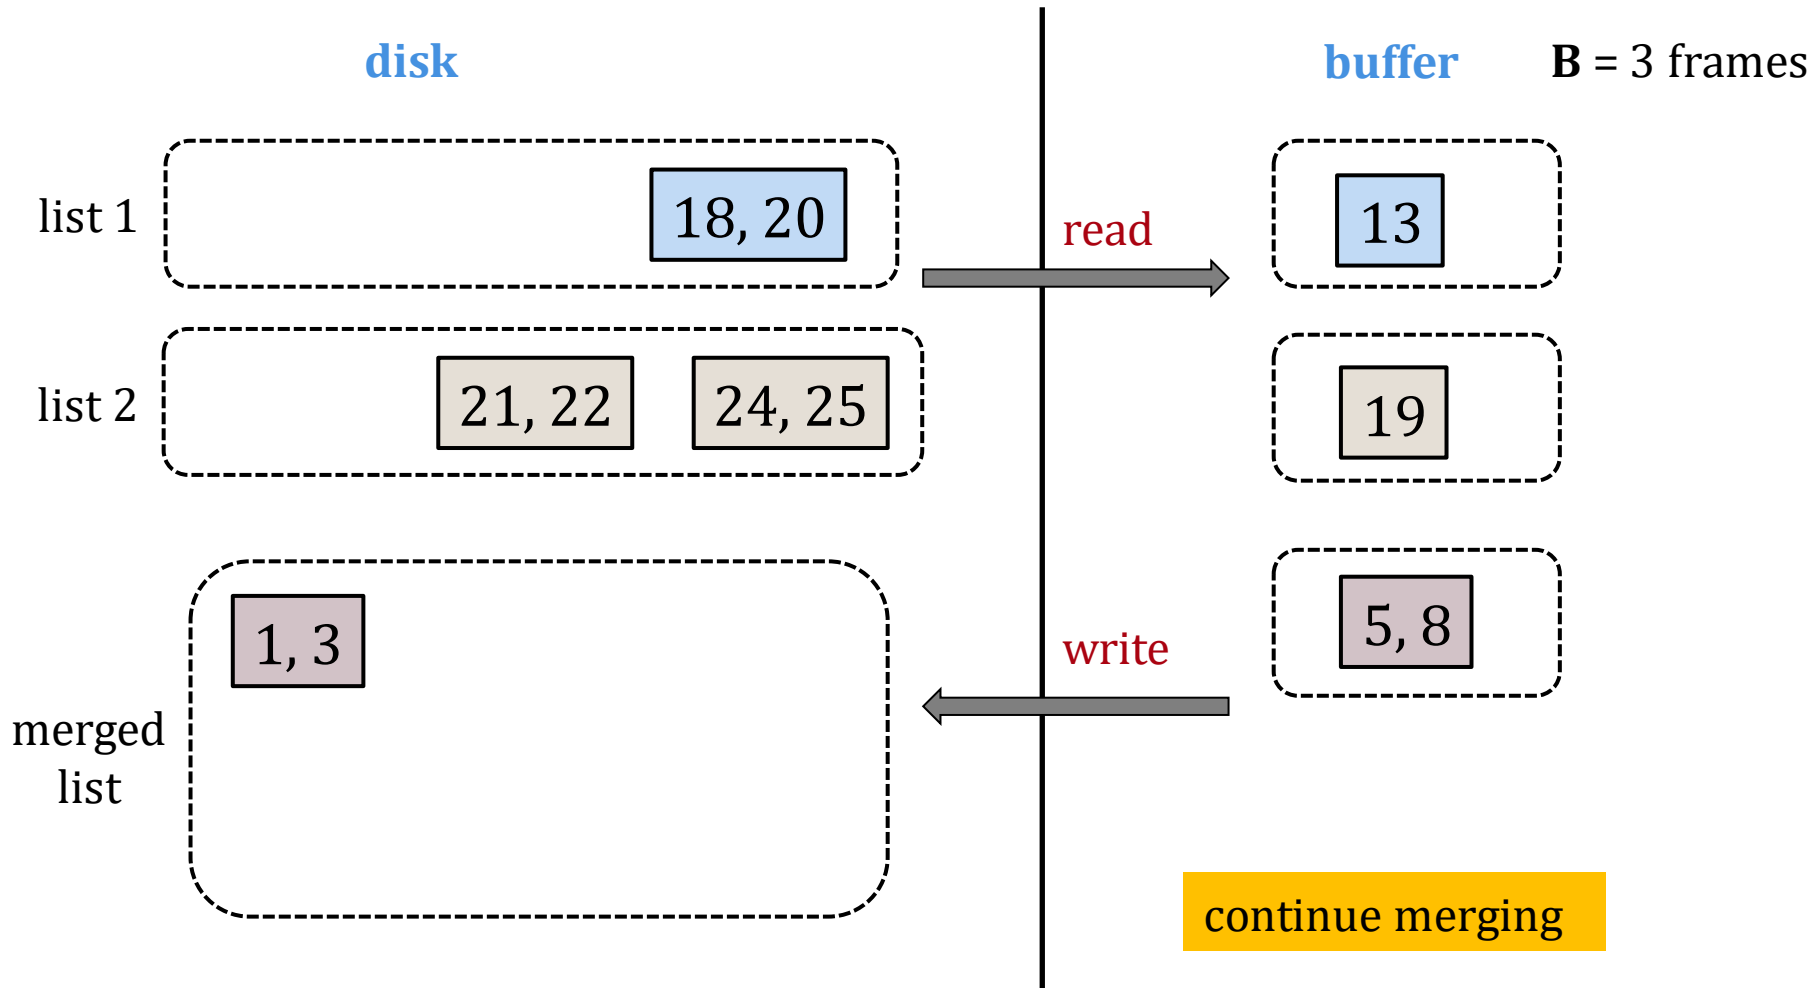 disk
buffer
B = 3 frames
list 1
18, 20
read
13
list 2
21, 22
24, 25
19
merged
list
1, 3
write
5, 8
continue merging